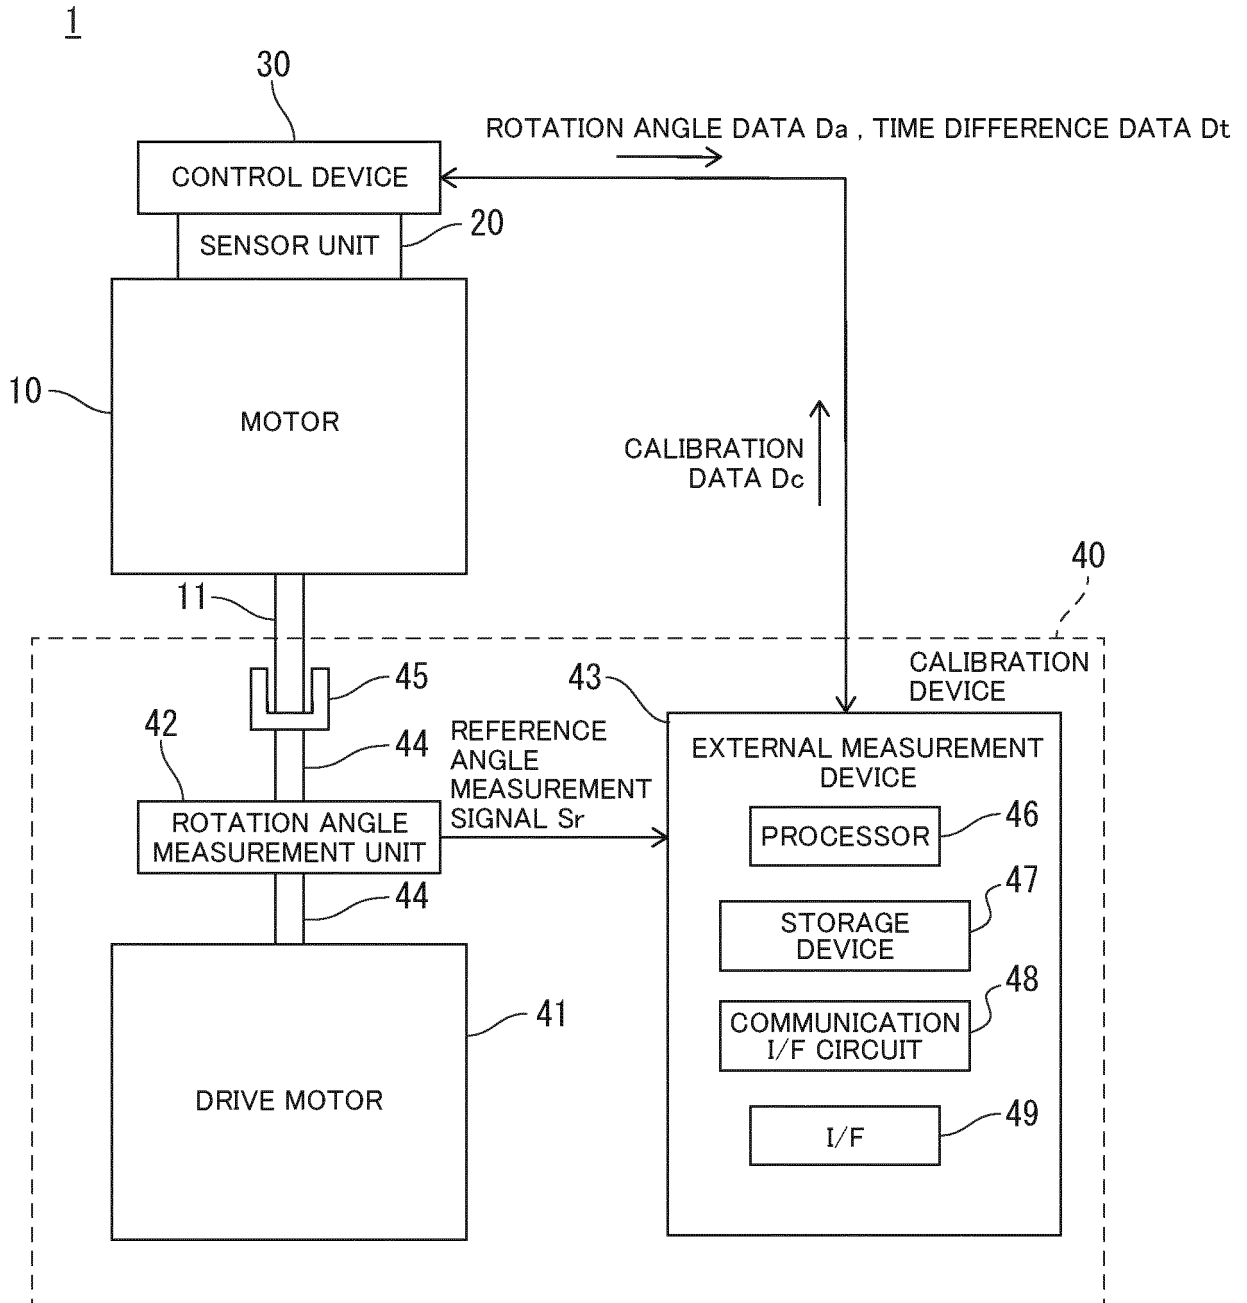 1
30
ROTATION ANGLE DATA Da , TIME DIFFERENCE DATA Dt
CONTROL DEVICE
20
SENSOR UNIT
10
MOTOR
CALIBRATION
DATA Dc
40
11
CALIBRATION
DEVICE
45
43
42
44
REFERENCE
ANGLE
MEASUREMENT
SIGNAL Sr
EXTERNAL MEASUREMENT
DEVICE
46
PROCESSOR
ROTATION ANGLE
MEASUREMENT UNIT
47
44
STORAGE
DEVICE
48
41
COMMUNICATION
I/F CIRCUIT
DRIVE MOTOR
49
I/F